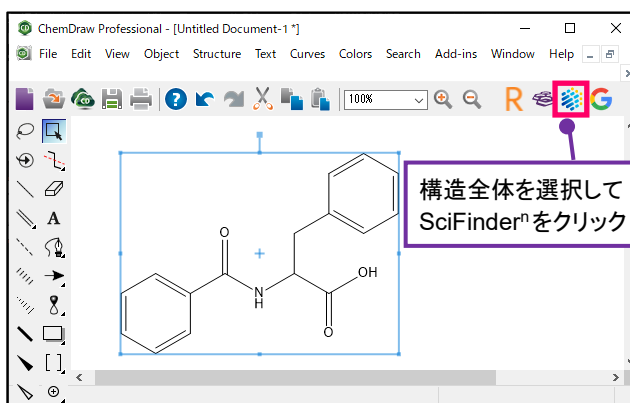 ChemDraw Professional - [Untitled Document-1 *]
File Edit View Object Structure Text Curves Colors Search Add-ins Window Help
100%
R
G
A
構造全体を選択して
SciFinderⁿをクリック
O
OH
N
H
O